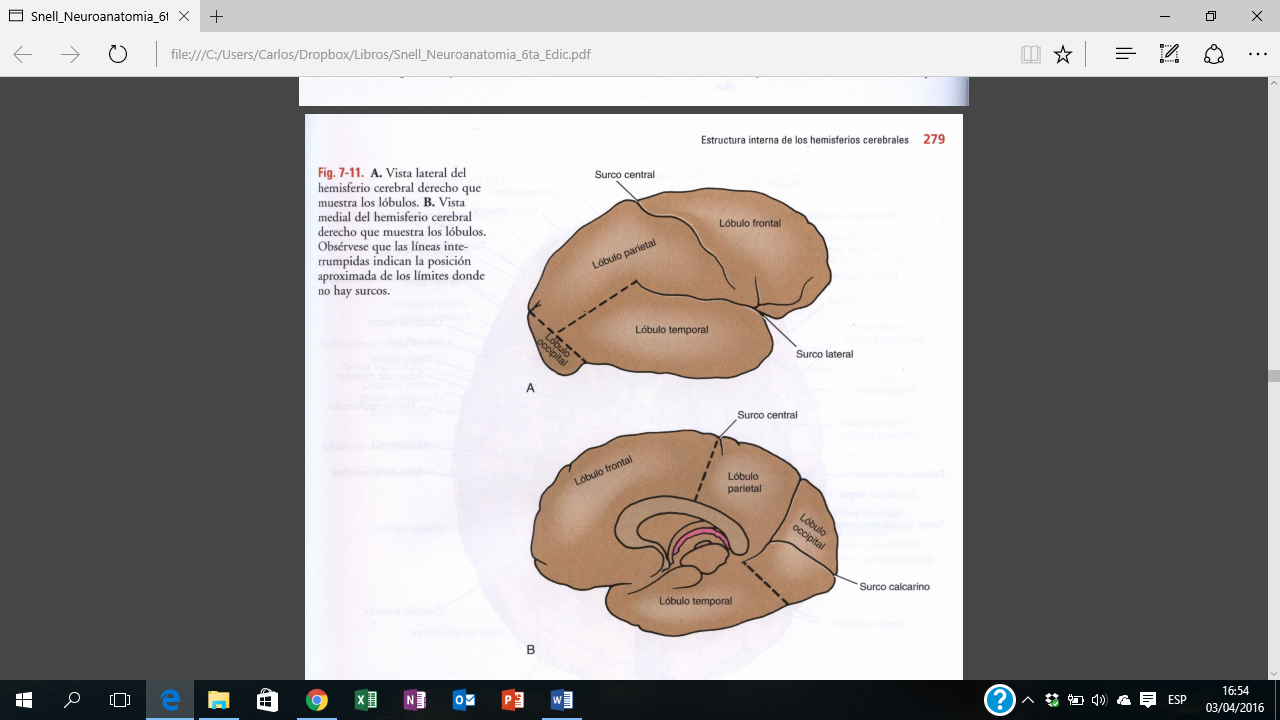 Snell_Neuroanatomia_6
file:///C:/Users/Carlos/Dropbox/Libros/Snell_Neuroanatomia_6ta_Edic.pdf
Estructura interna de los hemisferios cerebrales 279
Fig. 7-11. A. Vista lateral del
hemisferio cerebral derecho que
muestra los lóbulos. B. Vista
medial del hemisferio cerebral
derecho que muestra los lóbulos.
Obsérvese que las líneas inte-
rrumpidas indican la posición
aproximada de los límites donde
no hay surcos.
Surco central
Lóbulo frontal
Lóbulo parietal
Lóbulo temporal
Lóbulo
occipital
Surco lateral
A
Surco central
Lóbulo frontal
Lóbulo
parietal
Lóbulo
occipital
Surco calcarino
Lóbulo temporal
B
ESP
16:54
03/04/2016